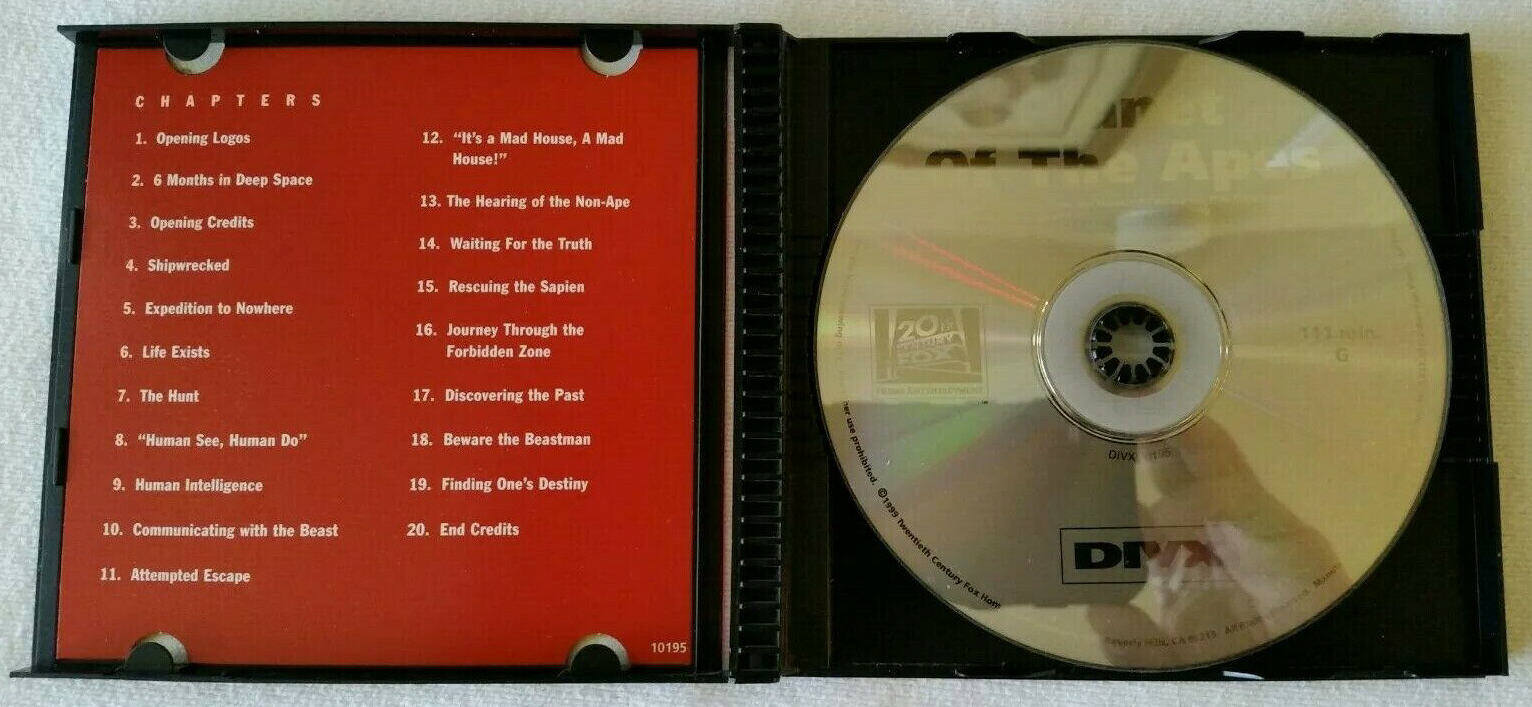 CHAPTERS
1. Opening Logos
2. 6 Months in Deep Space
3. Opening Credits
4. Shipwrecked
5. Expedition to Nowhere
6. Life Exists
7. The Hunt
8. “Human See, Human Do”
9. Human Intelligence
10. Communicating with the Beast
11. Attempted Escape
12. “It's a Mad House, A Mad
House!”
13. The Hearing of the Non-Ape
14. Waiting For the Truth
15. Rescuing the Sapien
16. Journey Through the
Forbidden Zone
17. Discovering the Past
18. Beware the Beastman
19. Finding One's Destiny
20. End Credits
10195
Of The Apes
20th
CENTURY
FOX
HOME ENTERTAINMENT
111 min.
G
DIVX
DIVX
use prohibited. ©1999 Twentieth Century Fox